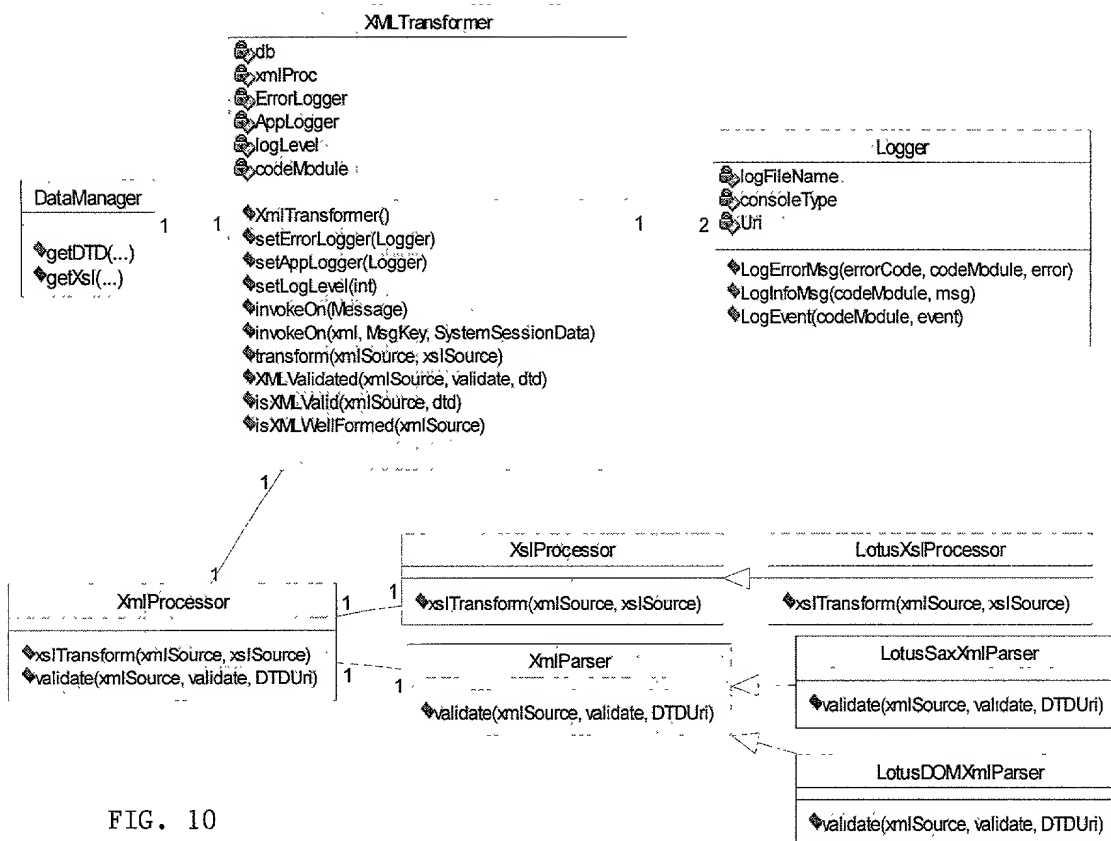 XMLTransformer
db
xmlProc
ErrorLogger
AppLogger
logLevel
codeModule
XmlTransformer()
setErrorLogger(Logger)
setAppLogger(Logger)
setLogLevel(int)
invokeOn(Message)
invokeOn(xml, MsgKey, SystemSessionData)
transform(xmlSource, xslSource)
XMLValidated(xmlSource, validate, dtd)
isXMLValid(xmlSource, dtd)
isXMLWellFormed(xmlSource)
DataManager
getDTD(...)
getXsl(...)
1
1
1
2
Logger
logFileName
consoleType
Uri
LogErrorMsg(errorCode, codeModule, error)
LogInfoMsg(codeModule, msg)
LogEvent(codeModule, event)
1
1
XmlProcessor
xslTransform(xmlSource, xslSource)
validate(xmlSource, validate, DTDUri)
1
1
1
1
XslProcessor
xslTransform(xmlSource, xslSource)
LotusXslProcessor
xslTransform(xmlSource, xslSource)
XmlParser
validate(xmlSource, validate, DTDUri)
LotusSaxXmlParser
validate(xmlSource, validate, DTDUri)
LotusDOMXmlParser
validate(xmlSource, validate, DTDUri)
FIG. 10